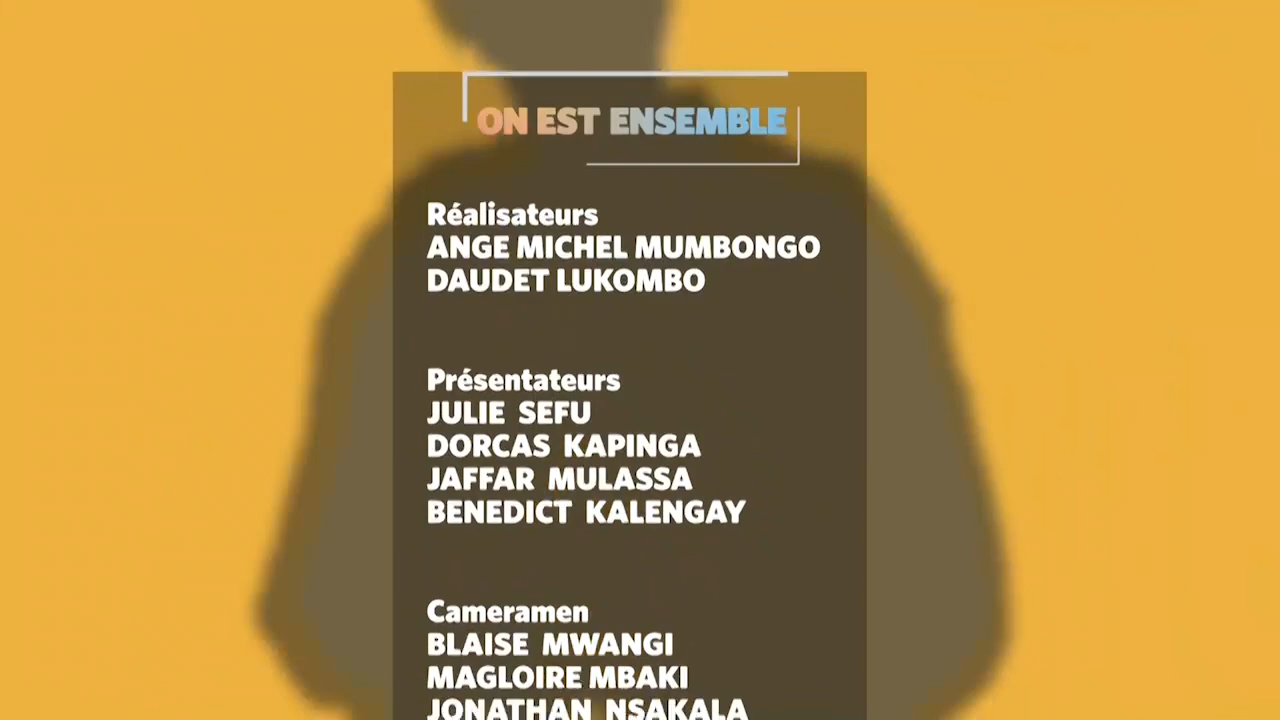 ON EST ENSEMBLE
Réalisateurs
ANGE MICHEL MUMBONGO
DAUDET LUKOMBO
Présentateurs
JULIE SEFU
DORCAS KAPINGA
JAFFAR MULASSA
BENEDICT KALENGAY
Cameramen
BLAISE MWANGI
MAGLOIRE MBAKI
JONATHAN NSAKALA